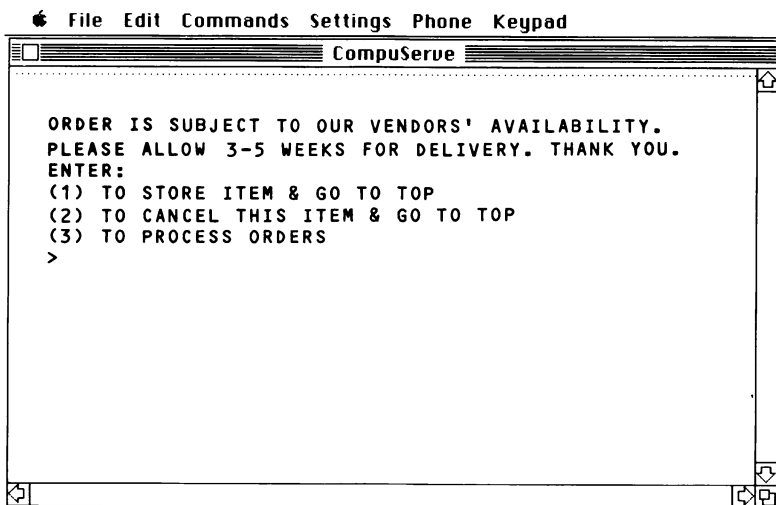 File Edit Commands Settings Phone Keypad
CompuServe
ORDER IS SUBJECT TO OUR VENDORS' AVAILABILITY.
PLEASE ALLOW 3-5 WEEKS FOR DELIVERY. THANK YOU.
ENTER:
(1) TO STORE ITEM & GO TO TOP
(2) TO CANCEL THIS ITEM & GO TO TOP
(3) TO PROCESS ORDERS
>